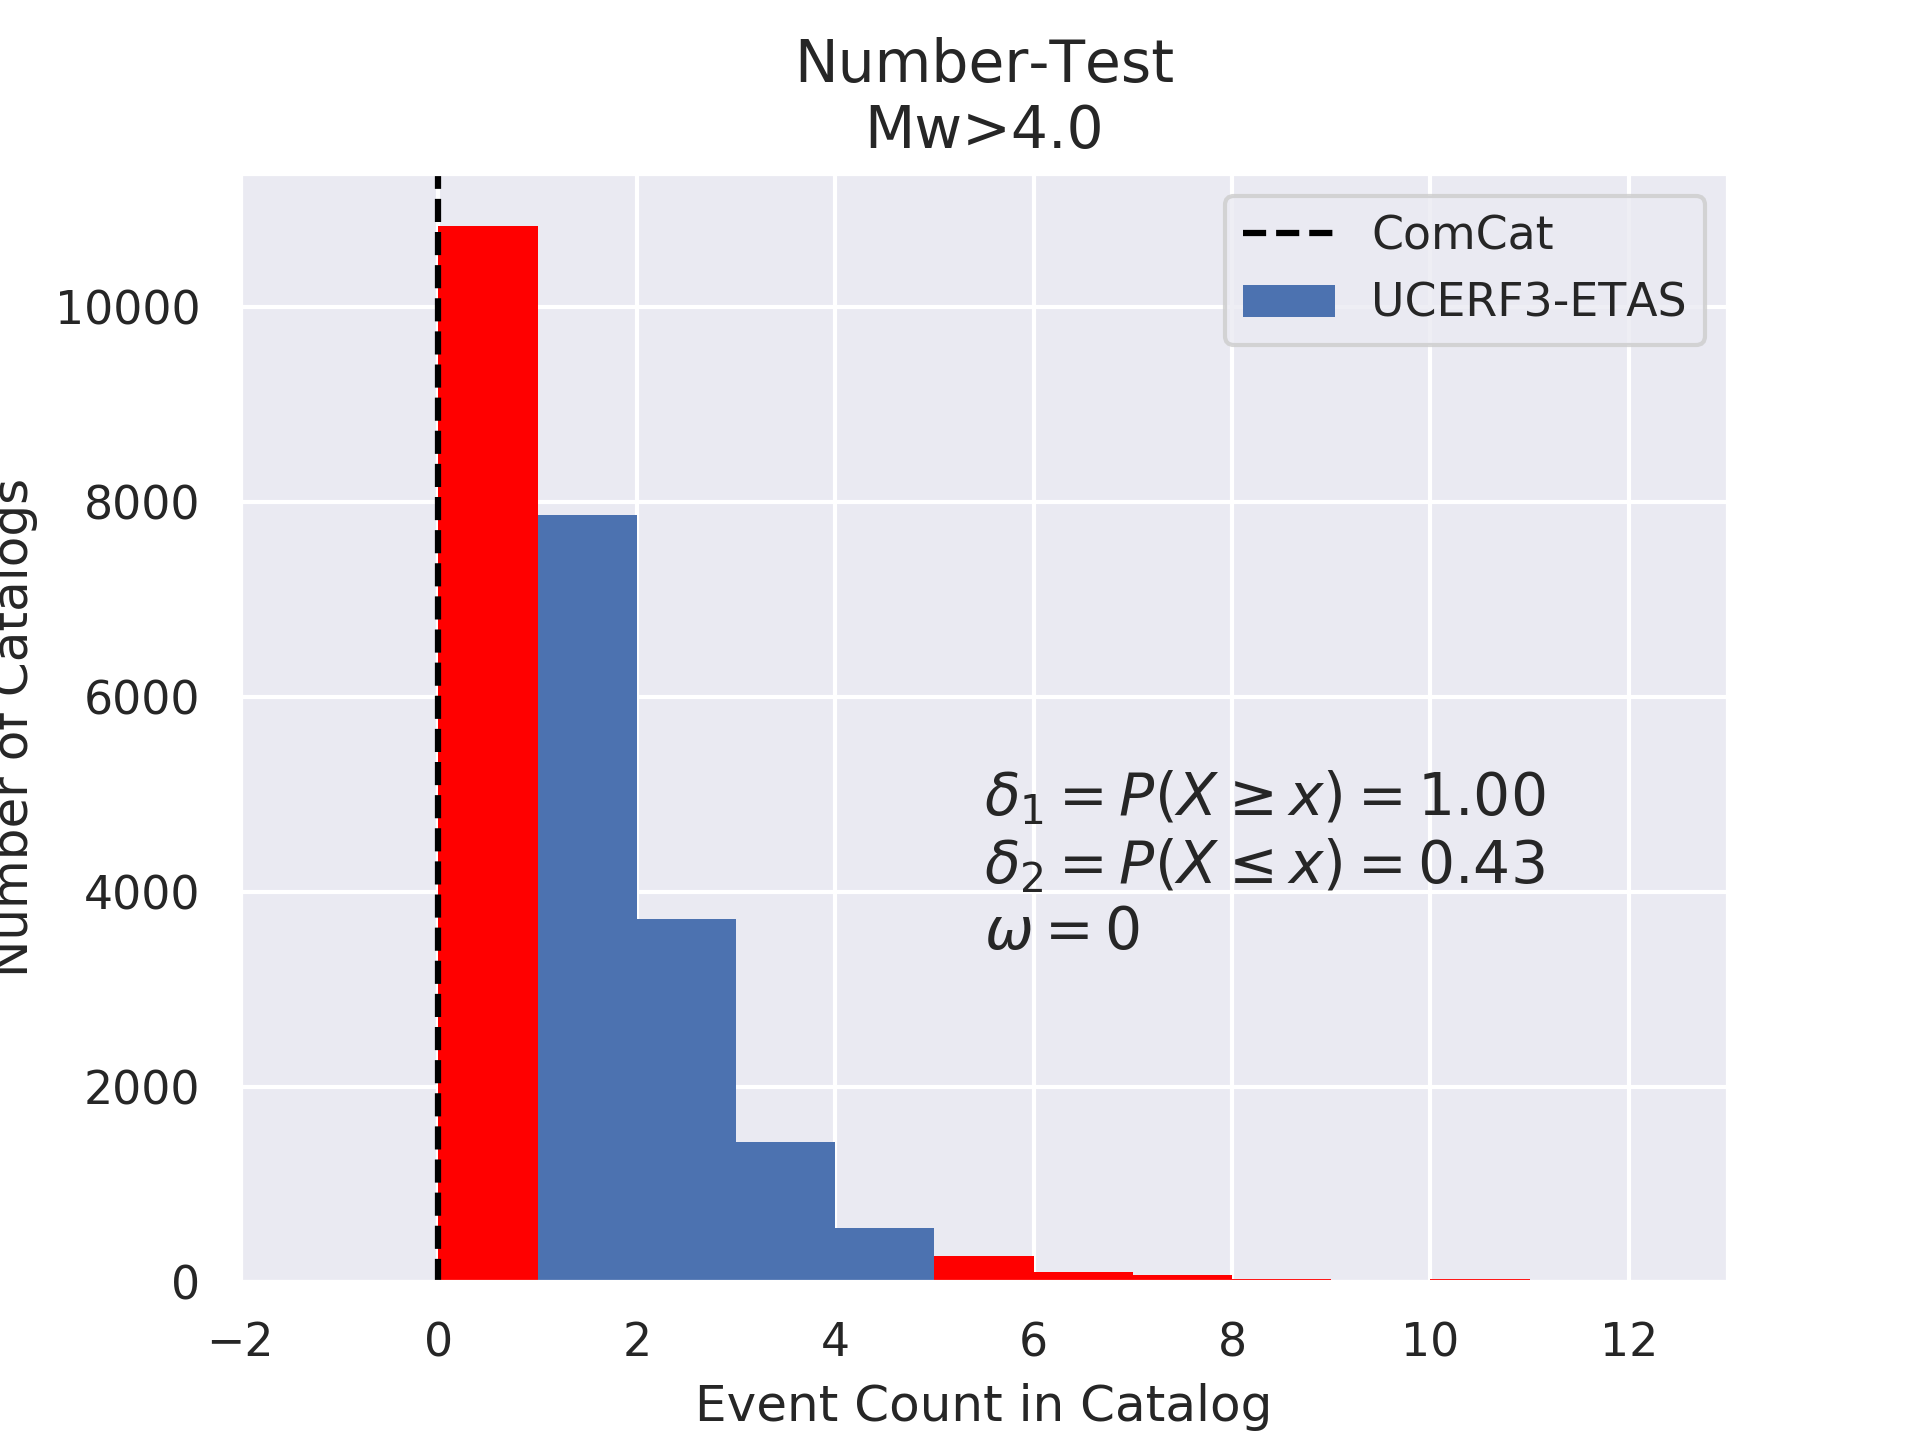 Number-Test
Mw>4.0
ComCat
UCERF3-ETAS
10000
8000
6000
4000
2000
0
Number of Catalogs
δ₁ = P(X ≥ x) = 1.00
δ₂ = P(X ≤ x) = 0.43
ω = 0
−2 0 2 4 6 8 10 12
Event Count in Catalog